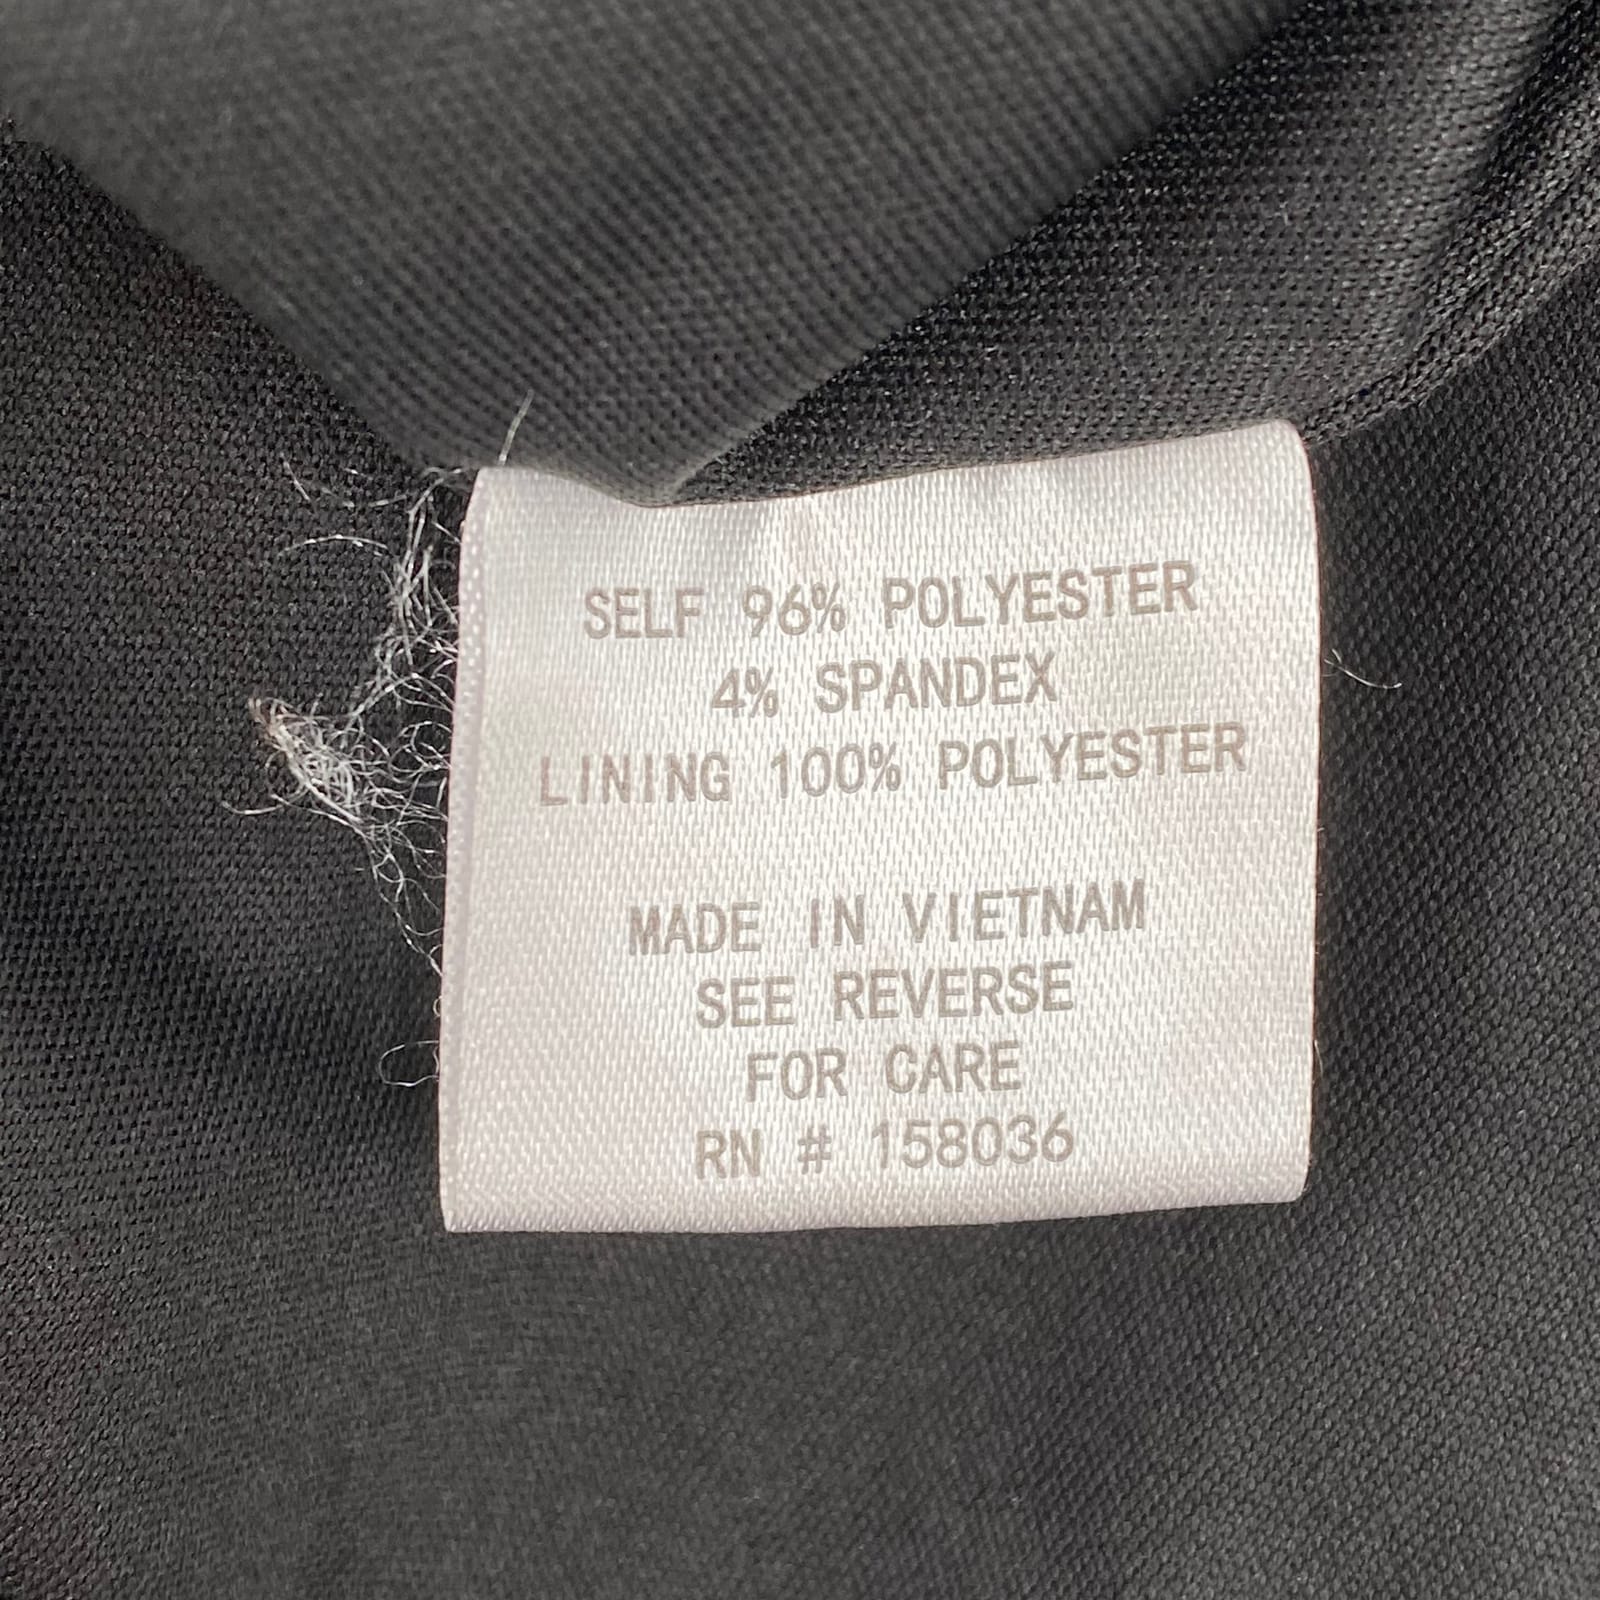 SELF 96% POLYESTER
4% SPANDEX
LINING 100% POLYESTER
MADE IN VIETNAM
SEE REVERSE
FOR CARE
RN # 158036